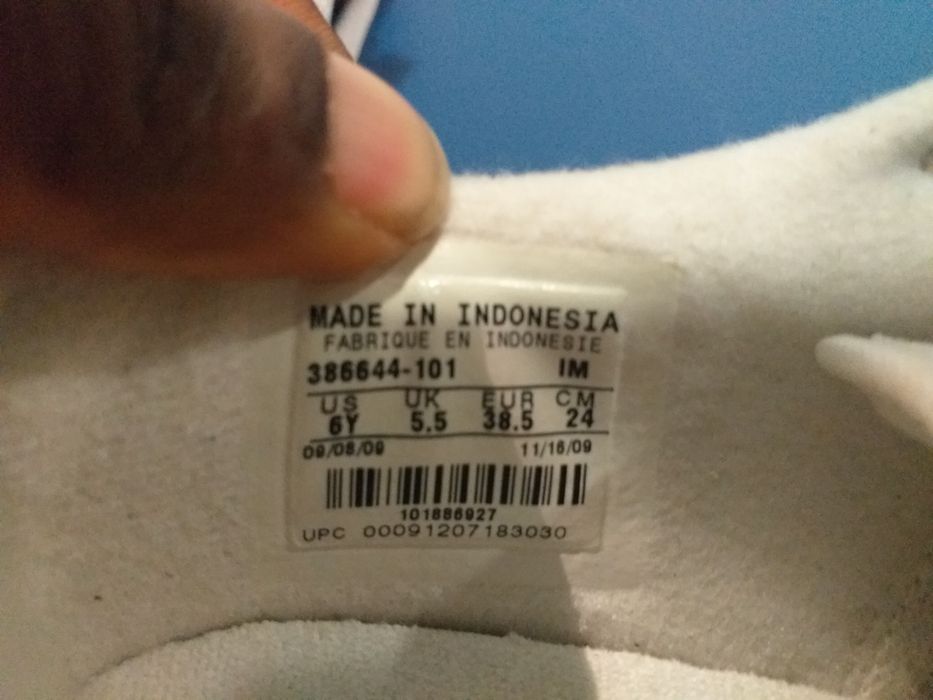 MADE IN INDONESIA
FABRIQUE EN INDONESIE
386644-101 IM
US UK EUR CM
6Y 5.5 38.5 24
09/08/09 11/16/09
101886927
UPC 00091207183030